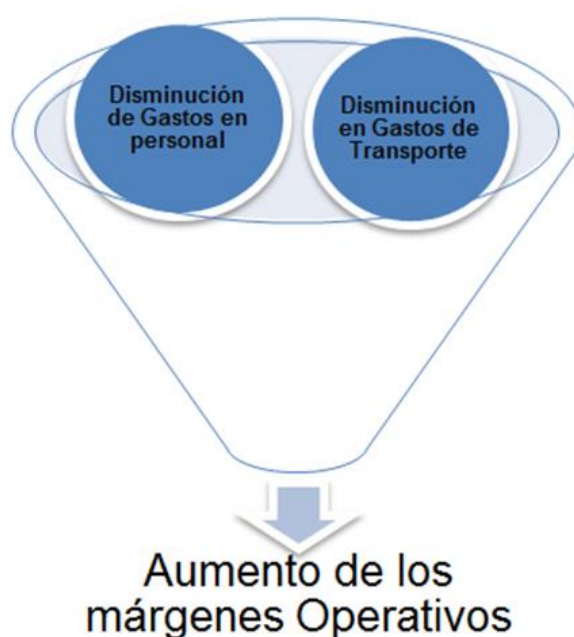 Disminución
de Gastos en
personal
Disminución
en Gastos de
Transporte
Aumento de los
márgenes Operativos